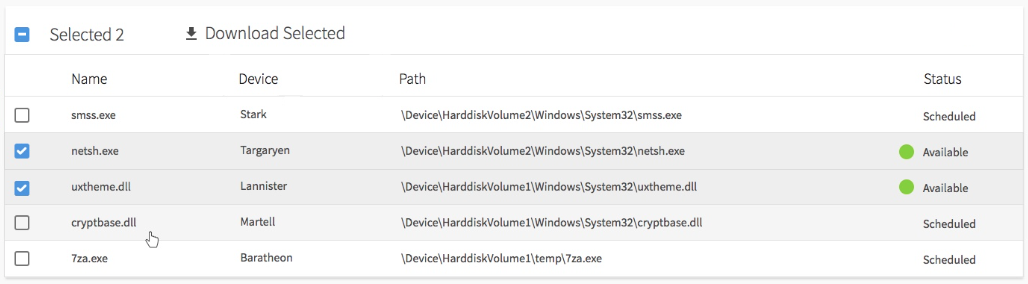 Selected 2 Download Selected
Name Device Path Status
smss.exe Stark \Device\HarddiskVolume2\Windows\System32\smss.exe Scheduled
netsh.exe Targaryen \Device\HarddiskVolume2\Windows\System32\netsh.exe Available
uxtheme.dll Lannister \Device\HarddiskVolume1\Windows\System32\uxtheme.dll Available
cryptbase.dll Martell \Device\HarddiskVolume1\Windows\System32\cryptbase.dll Scheduled
7za.exe Baratheon \Device\HarddiskVolume1\temp\7za.exe Scheduled